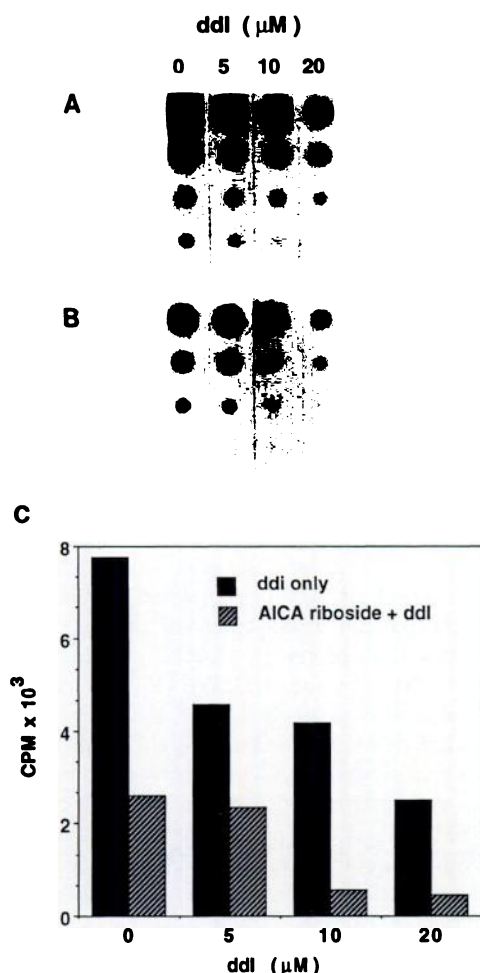 ddI (μM)
0 5 10 20
A
B
C
8
6
4
2
0
CPM x 10³
ddi only
AICA riboside + ddI
0 5 10 20
ddI (μM)